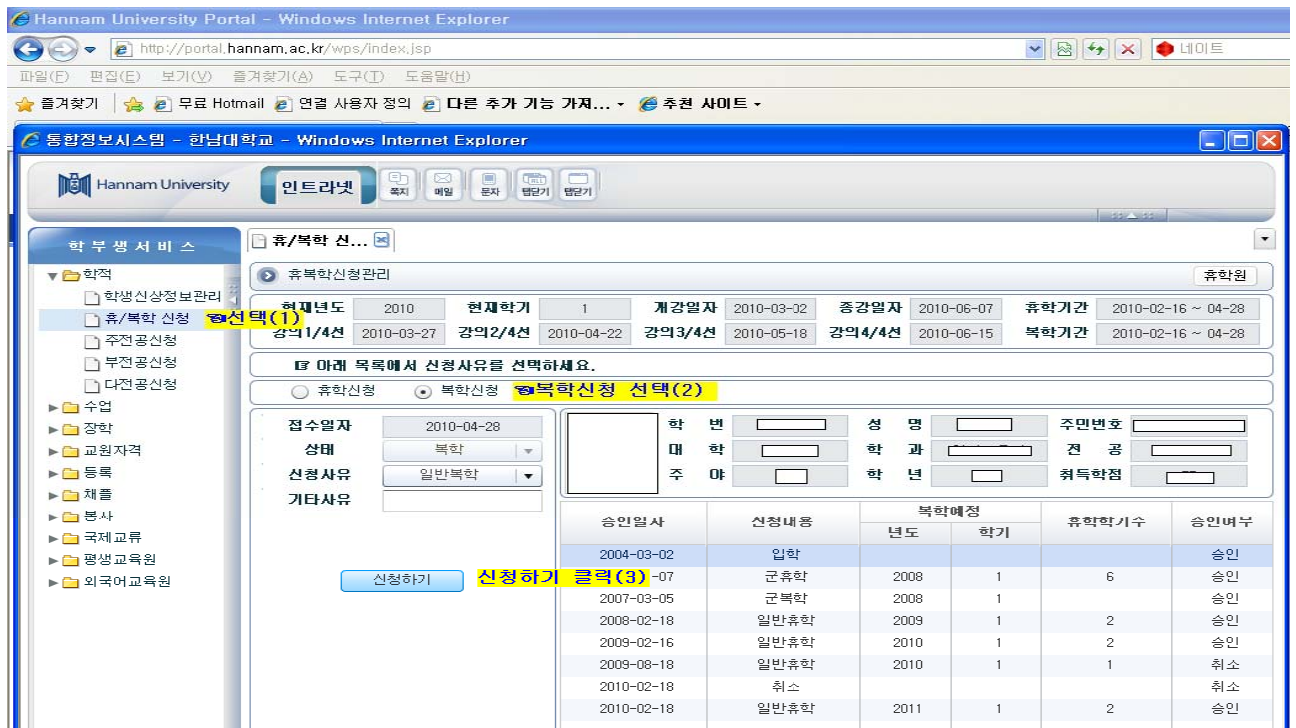 Hannam University Portal - Windows Internet Explorer
http://portal.hannam.ac.kr/wps/index.jsp 네이트
파일(F) 편집(E) 보기(V) 즐겨찾기(A) 도구(T) 도움말(H)
즐겨찾기 무료 Hotmail 연결 사용자 정의 다른 추가 기능 가져... 추천 사이트
통합정보시스템 - 한남대학교 - Windows Internet Explorer
Hannam University 인트라넷 쪽지 메일 문자 탭닫기 탭닫기
학부생서비스
휴/복학 신...
학적
학생신상정보관리
휴/복학 신청 선택(1)
주전공신청
부전공신청
다전공신청
수업
장학
교원자격
등록
채플
봉사
국제교류
평생교육원
외국어교육원
휴복학신청관리 휴학원
현재년도 2010 현재학기 1 개강일자 2010-03-02 종강일자 2010-06-07 휴학기간 2010-02-16 ~ 04-28
강의1/4선 2010-03-27 강의2/4선 2010-04-22 강의3/4선 2010-05-18 강의4/4선 2010-06-15 복학기간 2010-02-16 ~ 04-28
☞ 아래 목록에서 신청사유를 선택하세요.
휴학신청 복학신청 복학신청 선택(2)
접수일자 2010-04-28
상태 복학
신청사유 일반복학
기타사유
신청하기 신청하기 클릭(3)
학 번 성 명 주민번호
대 학 학 과 전 공
주 야 학 년 취득학점
승인일사 신청내용 복학예정 휴학학기수 승인여부
년도 학기
2004-03-02 입학 승인
-07 군휴학 2008 1 6 승인
2007-03-05 군복학 2008 1 승인
2008-02-18 일반휴학 2009 1 2 승인
2009-02-16 일반휴학 2010 1 2 승인
2009-08-18 일반휴학 2010 1 1 취소
2010-02-18 취소 취소
2010-02-18 일반휴학 2011 1 2 승인